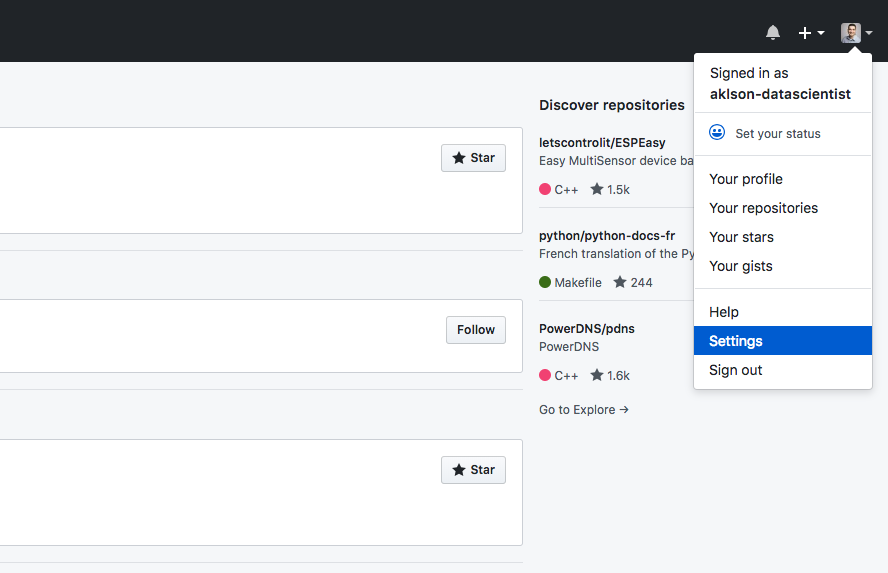 Signed in as
aklson-datascientist
Set your status
Your profile
Your repositories
Your stars
Your gists
Help
Settings
Sign out
Star
Follow
Star
Discover repositories
letscontrolit/ESPEasy
Easy MultiSensor device ba
C++ 1.5k
python/python-docs-fr
French translation of the Py
Makefile 244
PowerDNS/pdns
PowerDNS
C++ 1.6k
Go to Explore →